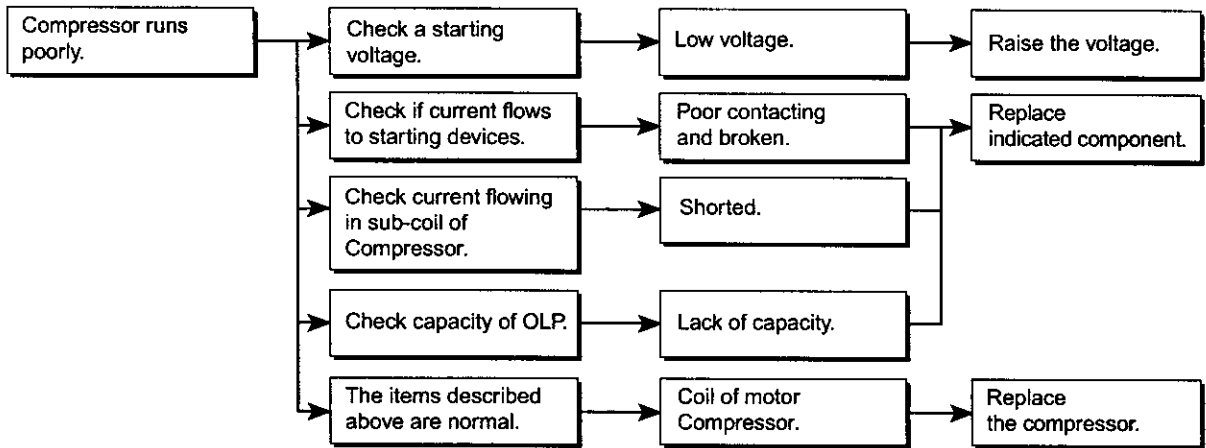 Compressor runs
poorly.
Check a starting
voltage.
Low voltage.
Raise the voltage.
Check if current flows
to starting devices.
Poor contacting
and broken.
Replace
indicated component.
Check current flowing
in sub-coil of
Compressor.
Shorted.
Check capacity of OLP.
Lack of capacity.
The items described
above are normal.
Coil of motor
Compressor.
Replace
the compressor.